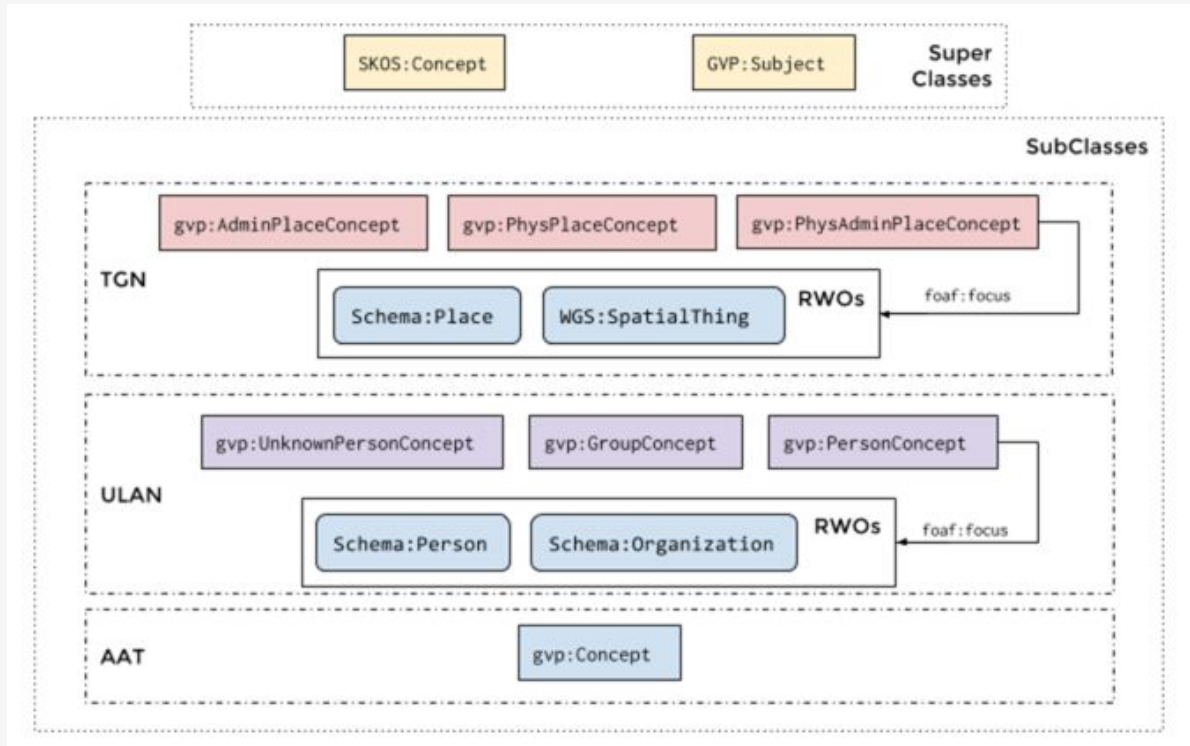 SKOS:Concept
GVP:Subject
Super
Classes
SubClasses
gvp:AdminPlaceConcept
gvp:PhysPlaceConcept
gvp:PhysAdminPlaceConcept
TGN
Schema:Place
WGS:SpatialThing
RWOs
foaf:focus
gvp:UnknownPersonConcept
gvp:GroupConcept
gvp:PersonConcept
ULAN
Schema:Person
Schema:Organization
RWOs
foaf:focus
AAT
gvp:Concept